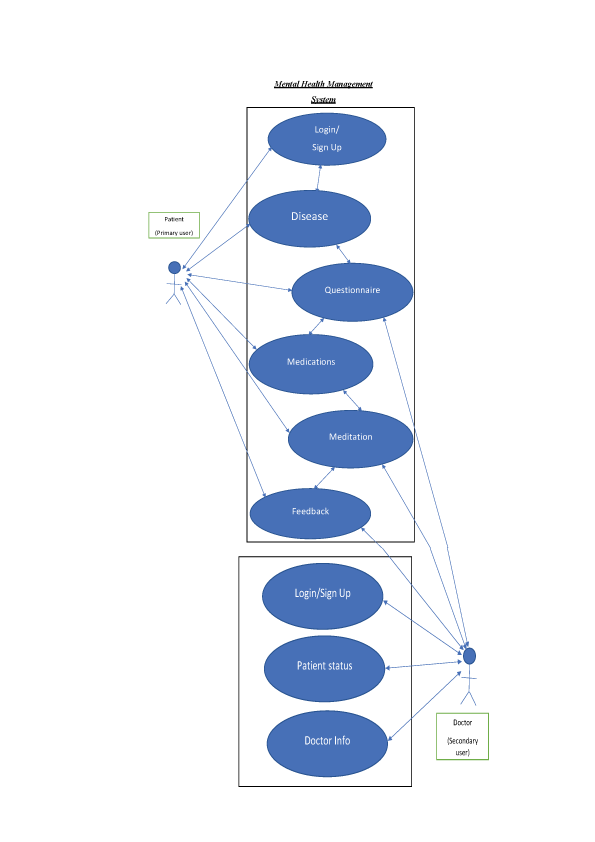 Mental Health Management
System
Login/
Sign Up
Patient
(Primary user)
Disease
Questionnaire
Medications
Meditation
Feedback
Login/Sign Up
Patient status
Doctor Info
Doctor
(Secondary
user)